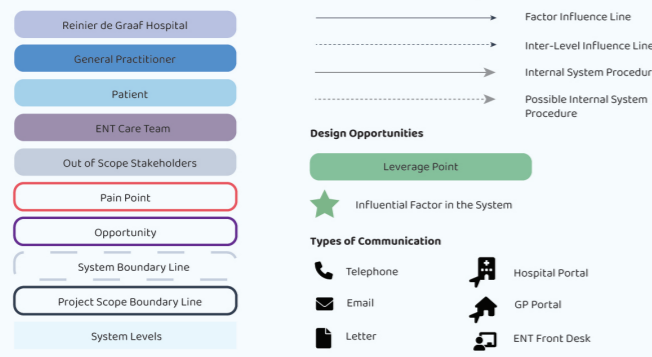 Reinier de Graaf Hospital
General Practitioner
Patient
ENT Care Team
Out of Scope Stakeholders
Pain Point
Opportunity
System Boundary Line
Project Scope Boundary Line
System Levels
Factor Influence Line
Inter-Level Influence Line
Internal System Procedur
Possible Internal System
Procedure
Design Opportunities
Leverage Point
Influential Factor in the System
Types of Communication
Telephone
Email
Letter
Hospital Portal
GP Portal
ENT Front Desk